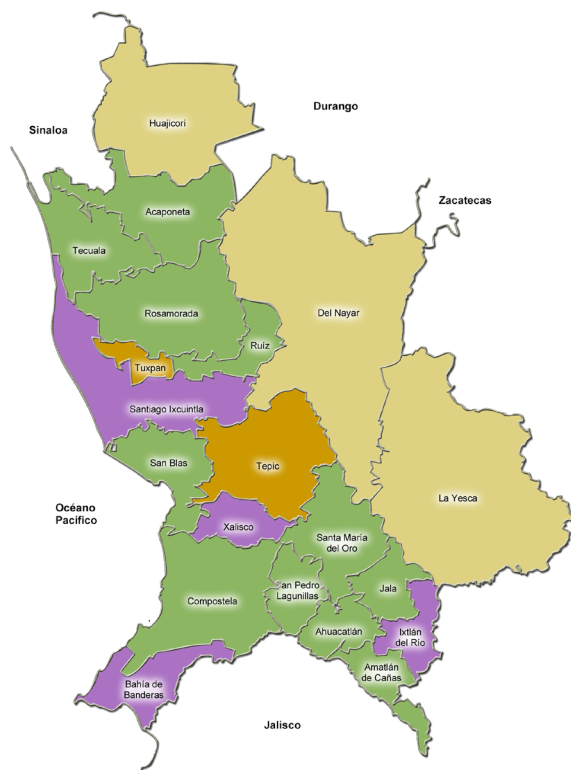 Durango
Sinaloa
Huajicori
Zacatecas
Acaponeta
Tecuala
Rosamorada
Del Nayar
Ruíz
Tuxpan
Santiago Ixcuintla
San Blas
Tepic
La Yesca
Océano
Pacífico
Xalisco
Santa María
del Oro
San Pedro
Lagunillas
Jala
Compostela
Ahuacatlán
Ixtlán
del Río
Amatlán
de Cañas
Bahía de
Banderas
Jalisco